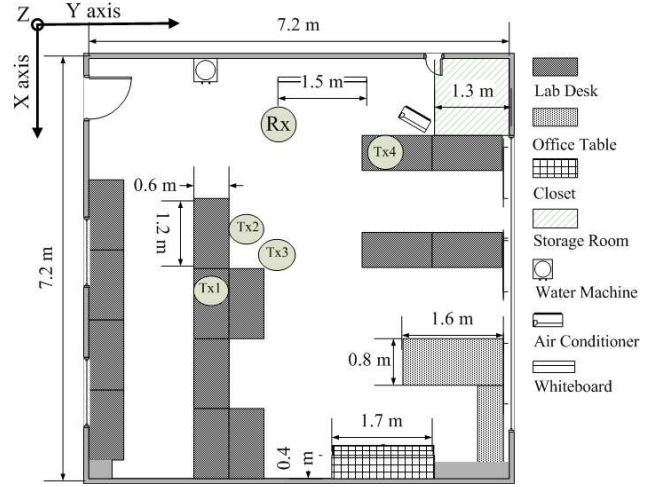 Z
Y axis
X axis
7.2 m
7.2 m
1.5 m
1.3 m
Rx
Tx4
0.6 m
1.2 m
Tx2
Tx3
Tx1
1.6 m
0.8 m
1.7 m
0.4
m
Lab Desk
Office Table
Closet
Storage Room
Water Machine
Air Conditioner
Whiteboard